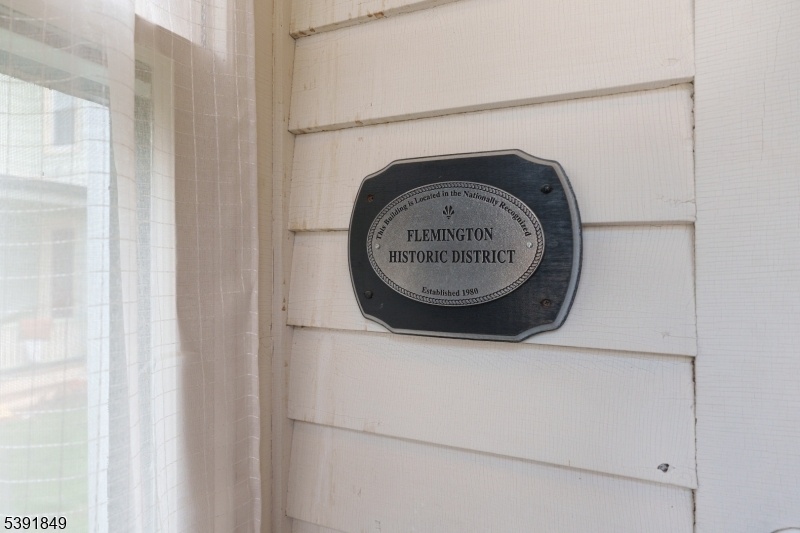 This Building is Located in the Nationally Recognized
FLEMINGTON
HISTORIC DISTRICT
Established 1980
5391849